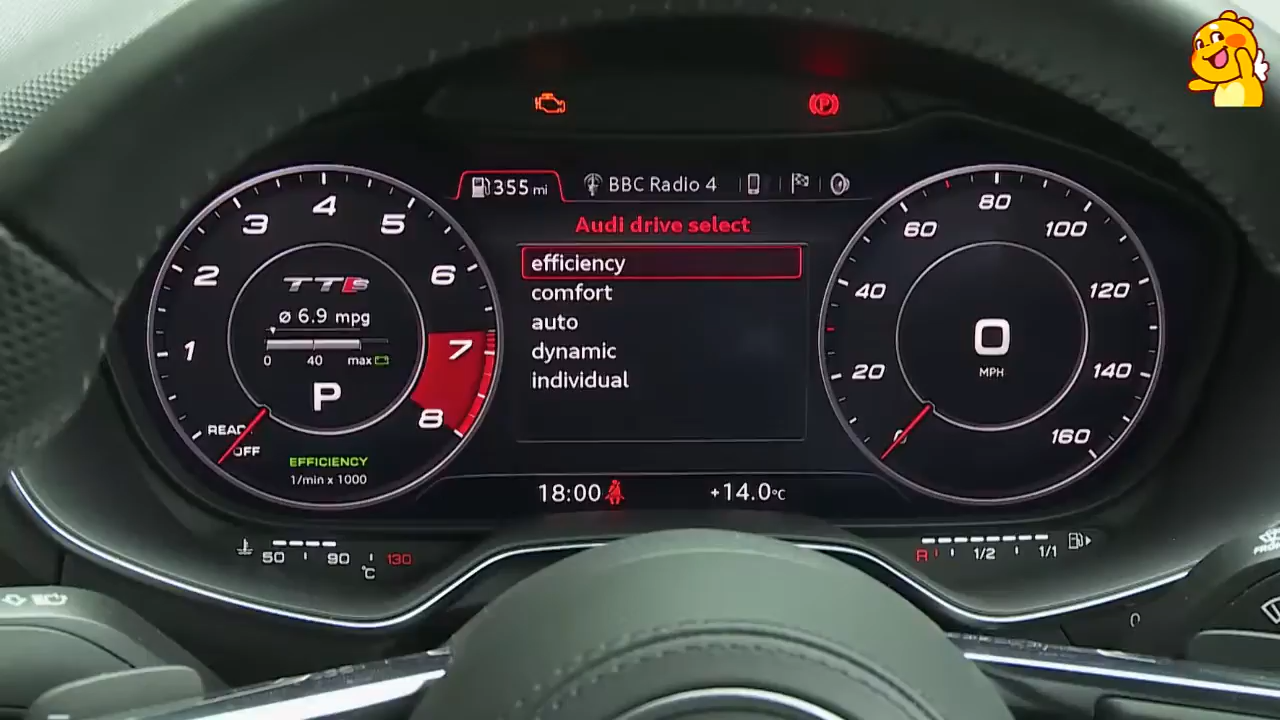 355 mi
BBC Radio 4
Audi drive select
efficiency
comfort
auto
dynamic
individual
18:00
+14.0°C
1
2
3
4
5
6
7
8
TTS
ø 6.9 mpg
0 40 max
P
OFF
EFFICIENCY
1/min x 1000
20
40
60
80
100
120
140
160
0
MPH
50 90 130
°C
R 1/2 1/1